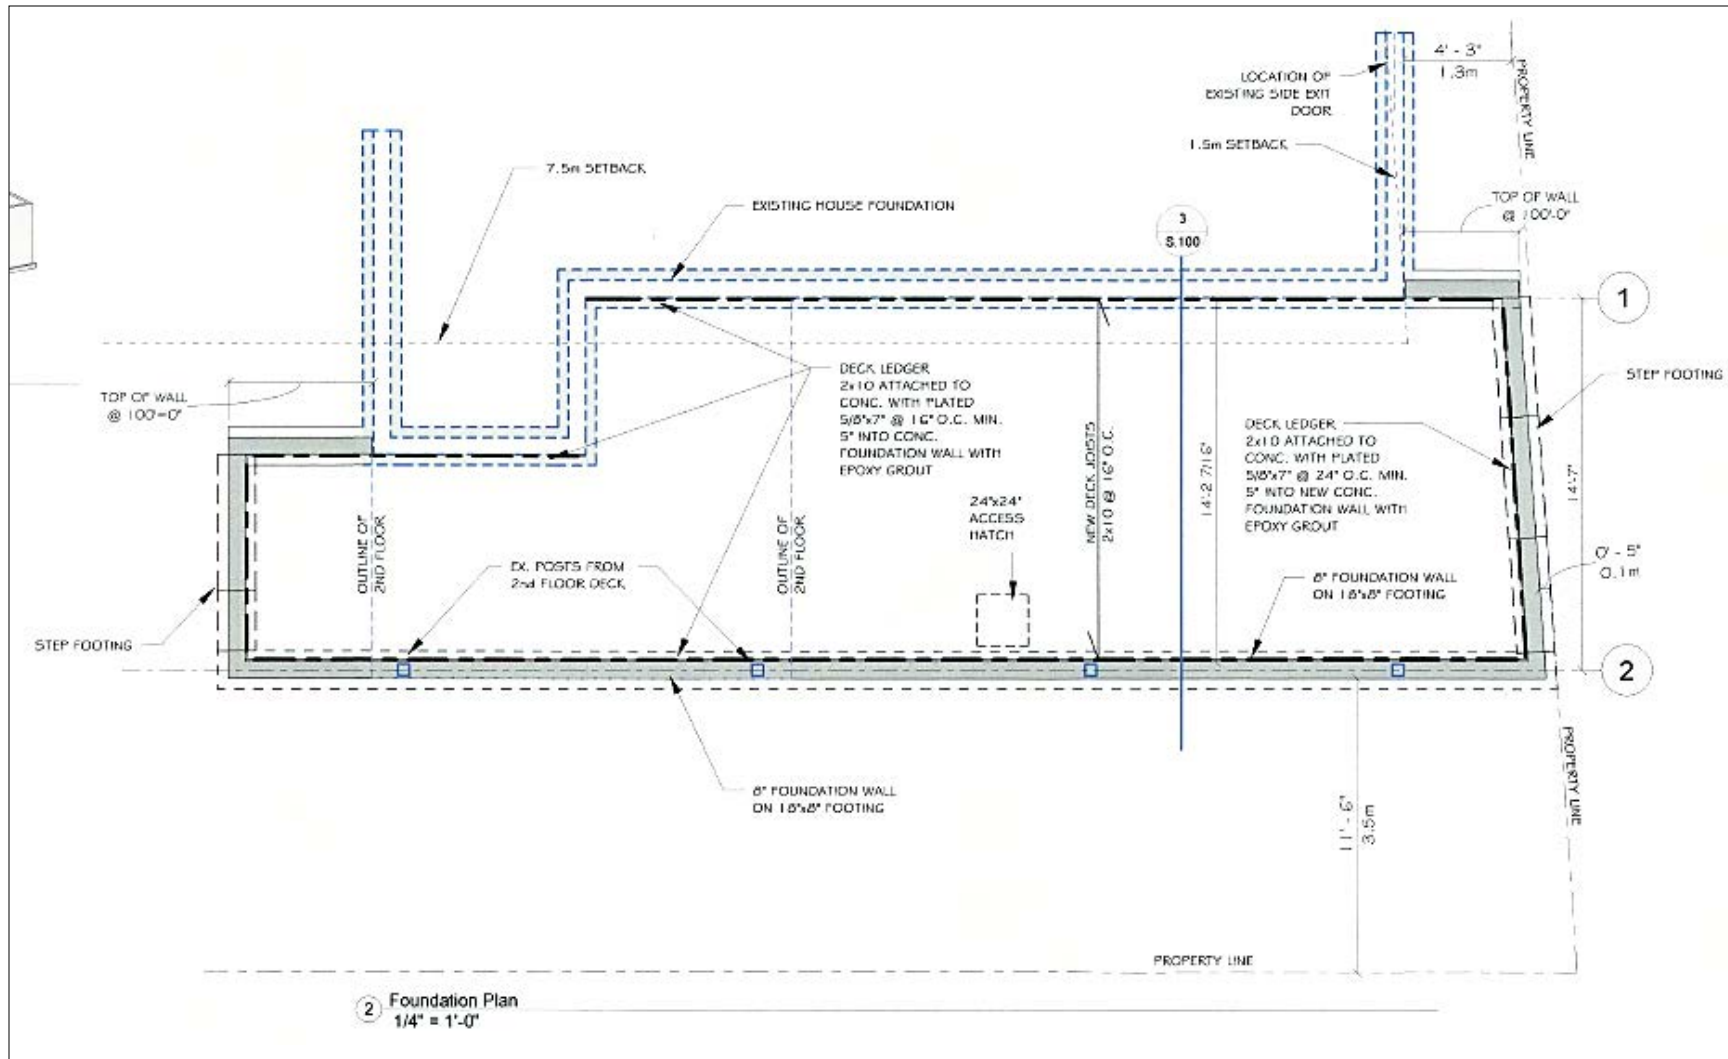 4' - 3"
1.3m
PROPERTY LINE
LOCATION OF
EXISTING SIDE EXIT
DOOR
1.5m SETBACK
7.5m SETBACK
EXISTING HOUSE FOUNDATION
3
S.100
TOP OF WALL
@ 100'-0"
1
TOP OF WALL
@ 100'=0"
DECK LEDGER
2x10 ATTACHED TO
CONC. WITH PLATED
5/8"x7" @ 16" O.C. MIN.
5" INTO CONC.
FOUNDATION WALL WITH
EPOXY GROUT
NEW DECK JOISTS
2x10 @ 16" O.C.
14'-2 7/16"
DECK LEDGER
2x10 ATTACHED TO
CONC. WITH PLATED
5/8"x7" @ 24" O.C. MIN.
5" INTO NEW CONC.
FOUNDATION WALL WITH
EPOXY GROUT
STEP FOOTING
14'-7"
24"x24"
ACCESS
HATCH
OUTLINE OF
2ND FLOOR
EX. POSTS FROM
2nd FLOOR DECK
OUTLINE OF
2ND FLOOR
8" FOUNDATION WALL
ON 18"x8" FOOTING
0' - 5"
0.1m
STEP FOOTING
2
8" FOUNDATION WALL
ON 18"x8" FOOTING
11' - 6"
3.5m
PROPERTY LINE
PROPERTY LINE
2
Foundation Plan
1/4" = 1'-0"